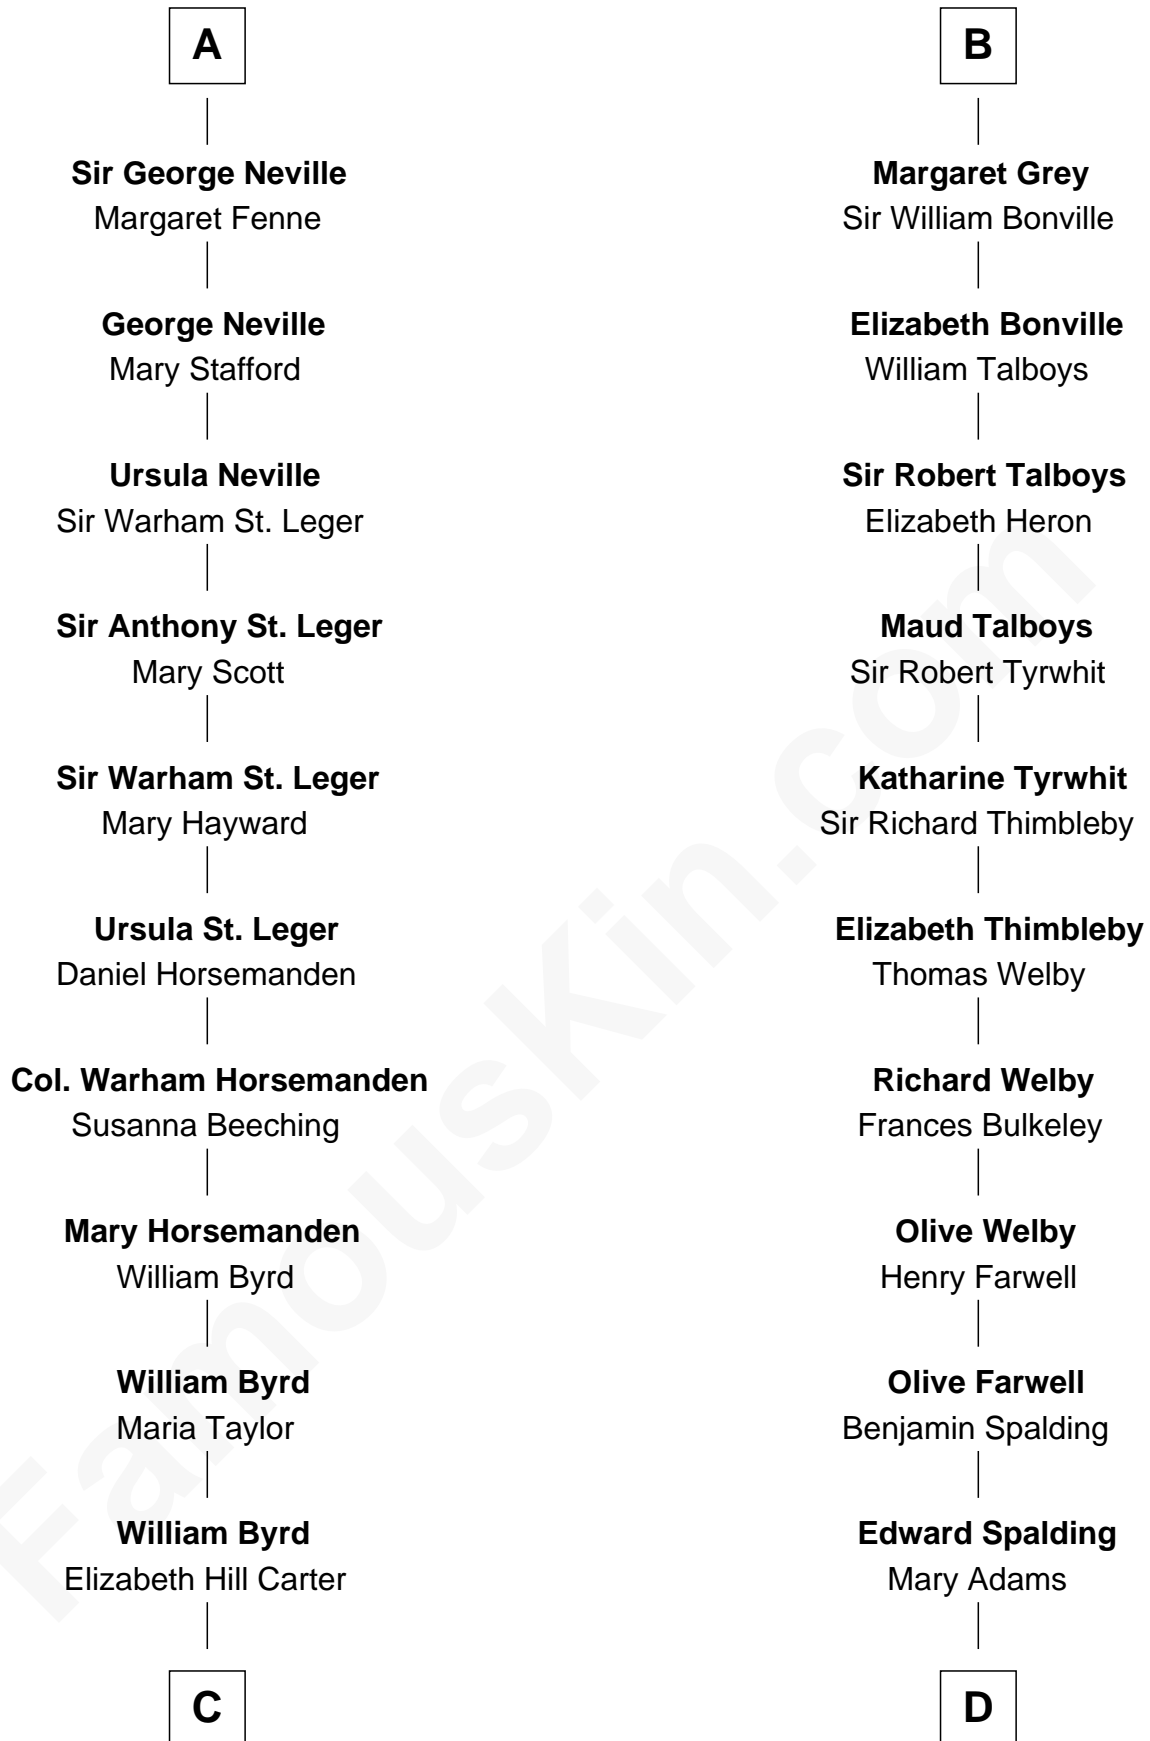 A
Sir George Neville
Margaret Fenne
George Neville
Mary Stafford
Ursula Neville
Sir Warham St. Leger
Sir Anthony St. Leger
Mary Scott
Sir Warham St. Leger
Mary Hayward
Ursula St. Leger
Daniel Horsemanden
Col. Warham Horsemanden
Susanna Beeching
Mary Horsemanden
William Byrd
William Byrd
Maria Taylor
William Byrd
Elizabeth Hill Carter
C
B
Margaret Grey
Sir William Bonville
Elizabeth Bonville
William Talboys
Sir Robert Talboys
Elizabeth Heron
Maud Talboys
Sir Robert Tyrwhit
Katharine Tyrwhit
Sir Richard Thimbleby
Elizabeth Thimbleby
Thomas Welby
Richard Welby
Frances Bulkeley
Olive Welby
Henry Farwell
Olive Farwell
Benjamin Spalding
Edward Spalding
Mary Adams
D
FamousKin.com